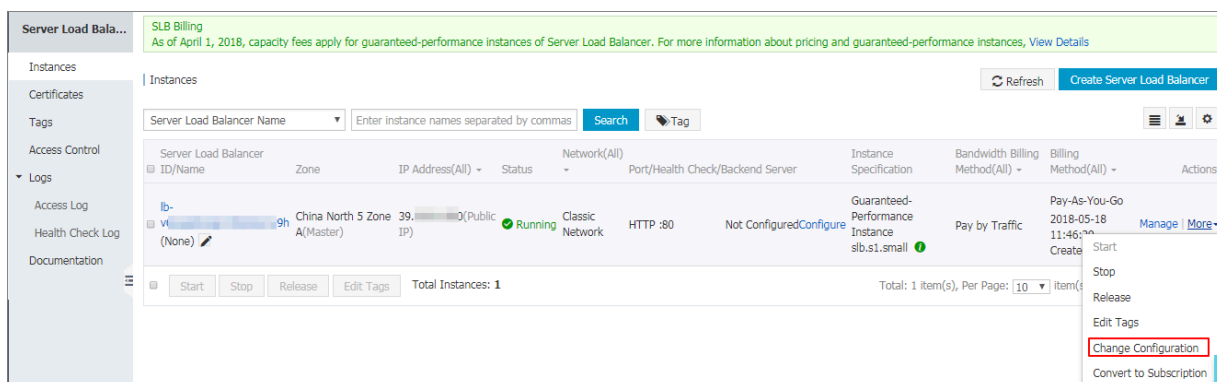 Server Load Bala...
Instances
Certificates
Tags
Access Control
Logs
Access Log
Health Check Log
Documentation
SLB Billing
As of April 1, 2018, capacity fees apply for guaranteed-performance instances of Server Load Balancer. For more information about pricing and guaranteed-performance instances, View Details
Instances
Refresh
Create Server Load Balancer
Server Load Balancer Name
Enter instance names separated by commas
Search
Tag
Server Load Balancer
ID/Name
Zone
IP Address(All)
Status
Network(All)
Port/Health Check/Backend Server
Instance
Specification
Bandwidth Billing
Method(All)
Billing
Method(All)
Actions
lb-
9h
(None)
China North 5 Zone
A(Master)
39. 0(Public
IP)
Running
Classic
Network
HTTP :80
Not ConfiguredConfigure
Guaranteed-
Performance
Instance
slb.s1.small
Pay by Traffic
Pay-As-You-Go
2018-05-18
Create
Manage | More
Start
Stop
Release
Edit Tags
Change Configuration
Convert to Subscription
Start
Stop
Release
Edit Tags
Total Instances: 1
Total: 1 item(s), Per Page: 10 item(s